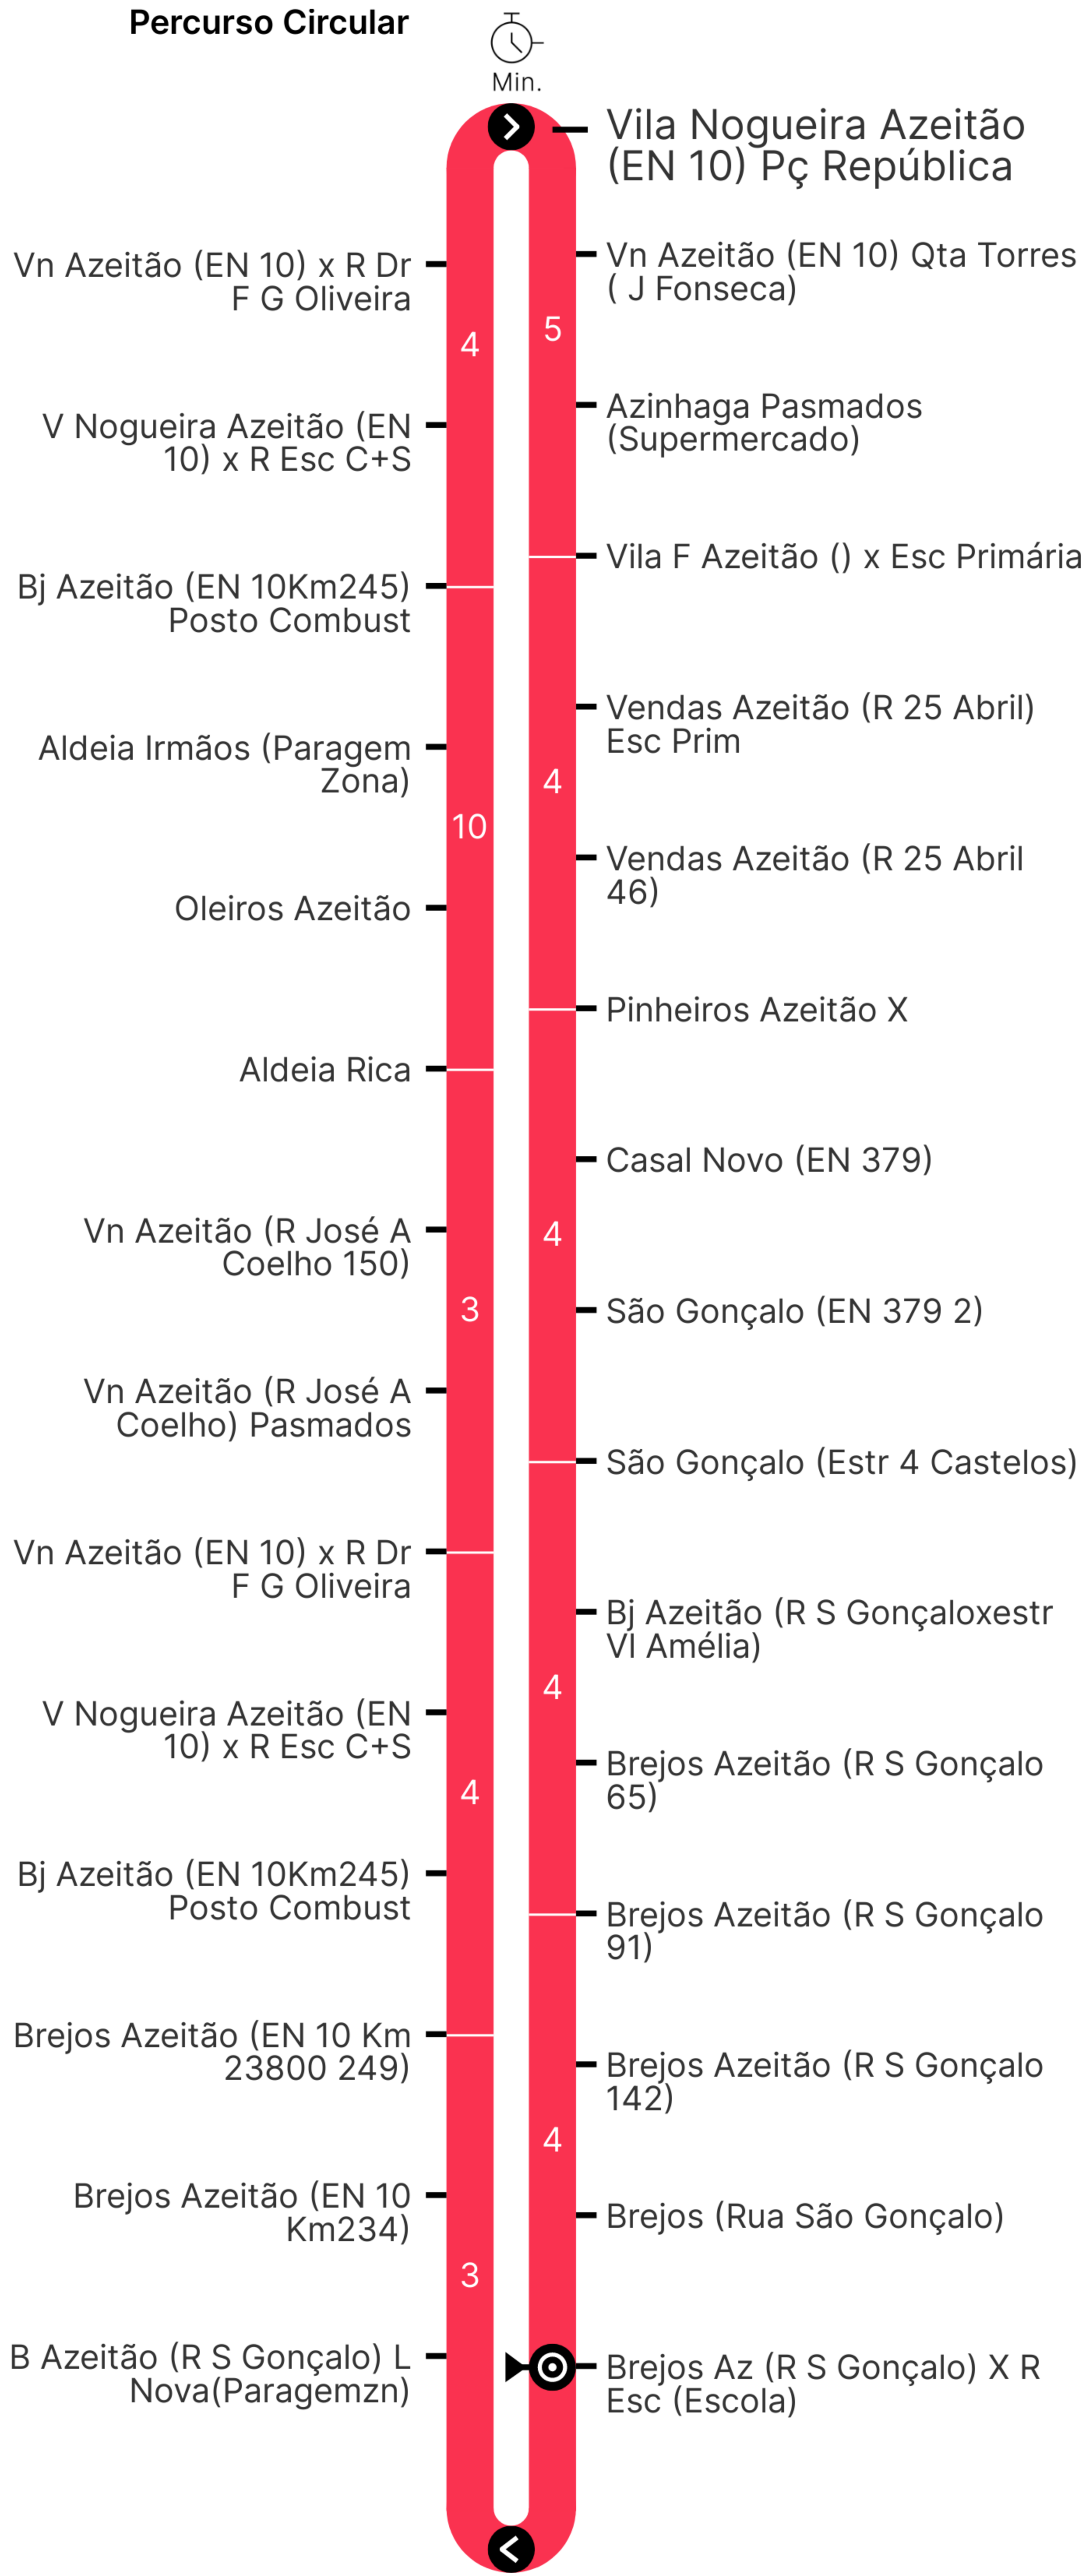 Percurso Circular
Min.
Vila Nogueira Azeitão
(EN 10) Pç República
Vn Azeitão (EN 10) Qta Torres
( J Fonseca)
5
Azinhaga Pasmados
(Supermercado)
Vila F Azeitão () x Esc Primária
Vendas Azeitão (R 25 Abril)
Esc Prim
4
Vendas Azeitão (R 25 Abril
46)
Pinheiros Azeitão X
Casal Novo (EN 379)
4
São Gonçalo (EN 379 2)
São Gonçalo (Estr 4 Castelos)
Bj Azeitão (R S Gonçaloxestr
Vl Amélia)
4
Brejos Azeitão (R S Gonçalo
65)
Brejos Azeitão (R S Gonçalo
91)
Brejos Azeitão (R S Gonçalo
142)
4
Brejos (Rua São Gonçalo)
Brejos Az (R S Gonçalo) X R
Esc (Escola)
Vn Azeitão (EN 10) x R Dr
F G Oliveira
4
V Nogueira Azeitão (EN
10) x R Esc C+S
Bj Azeitão (EN 10Km245)
Posto Combust
Aldeia Irmãos (Paragem
Zona)
10
Oleiros Azeitão
Aldeia Rica
Vn Azeitão (R José A
Coelho 150)
3
Vn Azeitão (R José A
Coelho) Pasmados
Vn Azeitão (EN 10) x R Dr
F G Oliveira
V Nogueira Azeitão (EN
10) x R Esc C+S
4
Bj Azeitão (EN 10Km245)
Posto Combust
Brejos Azeitão (EN 10 Km
23800 249)
Brejos Azeitão (EN 10
Km234)
3
B Azeitão (R S Gonçalo) L
Nova(Paragemzn)